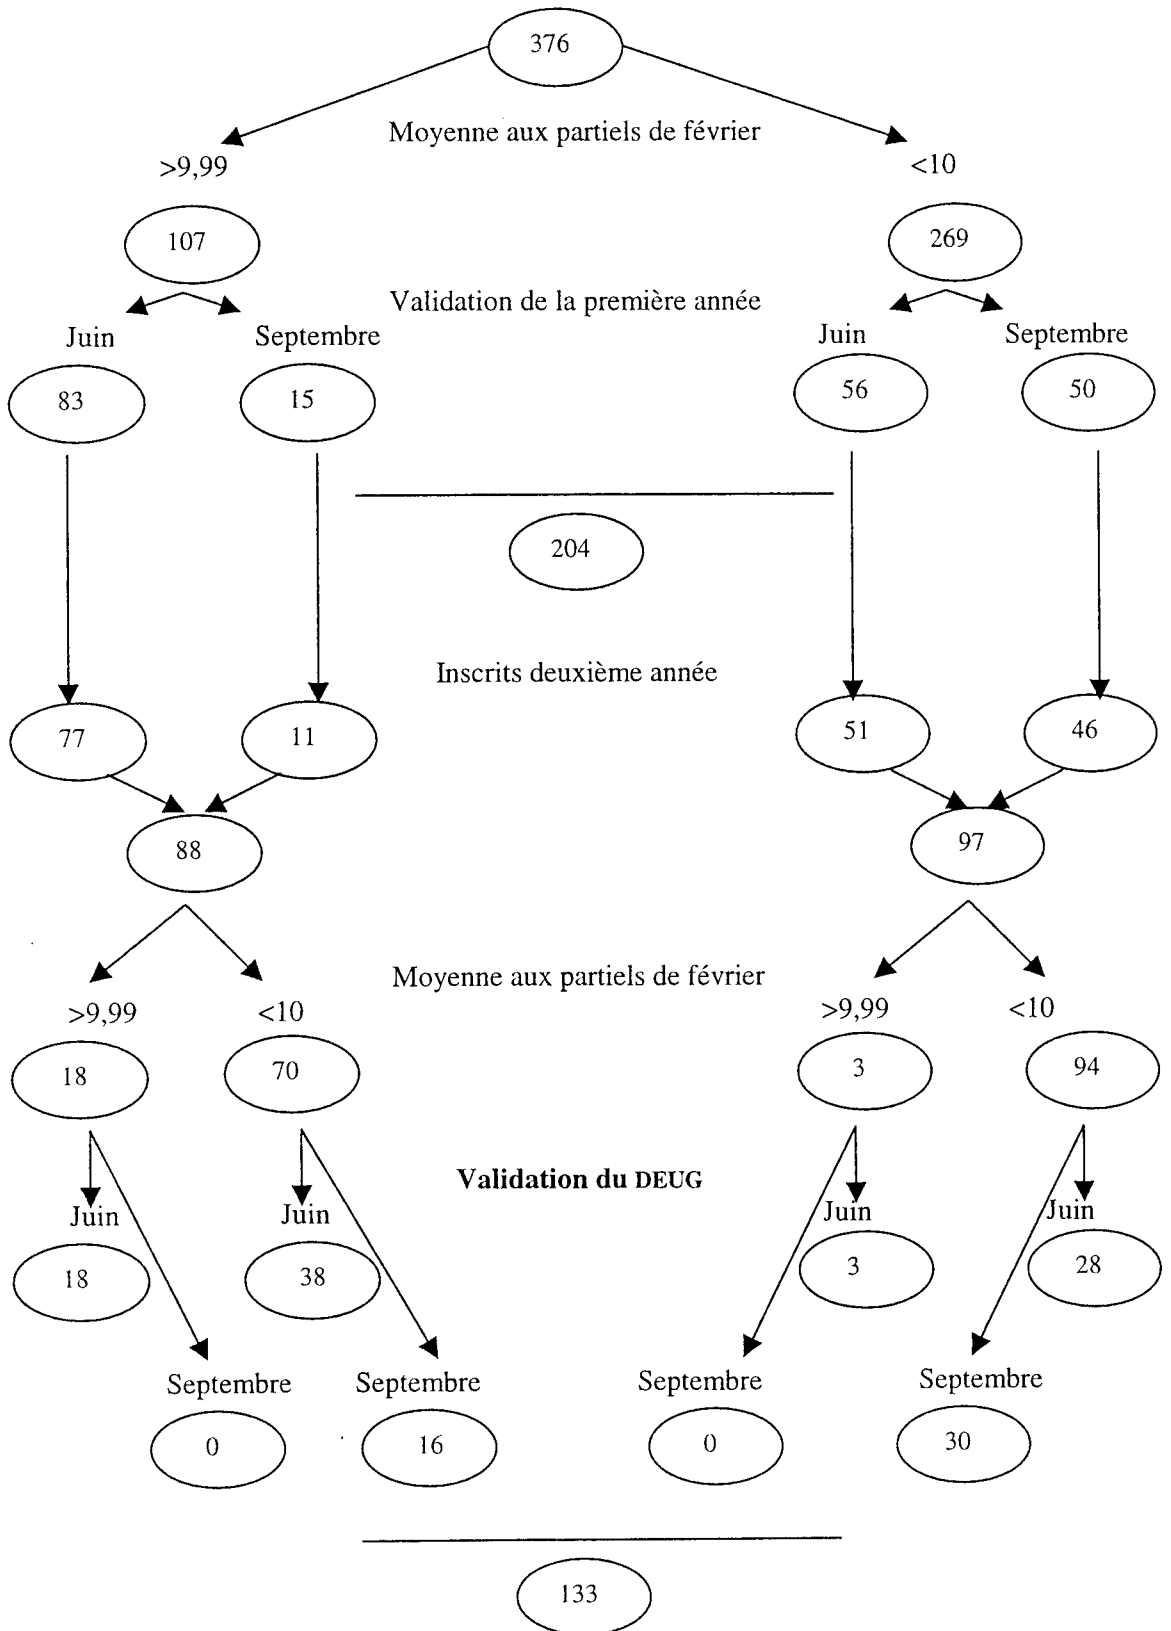 376
Moyenne aux partiels de février
>9,99
<10
107
269
Validation de la première année
Juin
Septembre
Juin
Septembre
83
15
56
50
204
Inscrits deuxième année
77
11
51
46
88
97
Moyenne aux partiels de février
>9,99
<10
>9,99
<10
18
70
3
94
Validation du DEUG
Juin
Juin
Juin
Juin
18
38
3
28
Septembre
Septembre
Septembre
Septembre
0
16
0
30
133